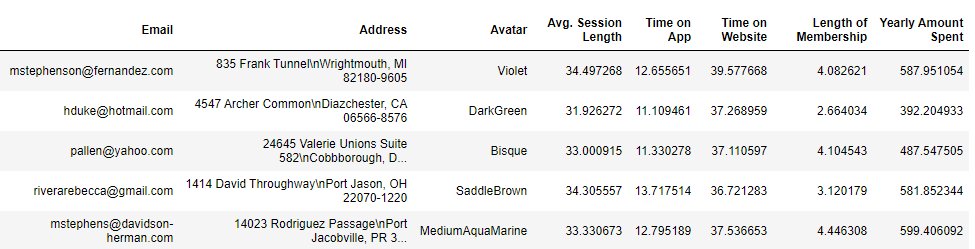 Email Address Avatar Avg. Session Length Time on App Time on Website Length of Membership Yearly Amount Spent
mstephenson@fernandez.com 835 Frank Tunnel\nWrightmouth, MI 82180-9605 Violet 34.497268 12.655651 39.577668 4.082621 587.951054
hduke@hotmail.com 4547 Archer Common\nDiazchester, CA 06566-8576 DarkGreen 31.926272 11.109461 37.268959 2.664034 392.204933
pallen@yahoo.com 24645 Valerie Unions Suite 582\nCobbborough, D... Bisque 33.000915 11.330278 37.110597 4.104543 487.547505
riverarebecca@gmail.com 1414 David Throughway\nPort Jason, OH 22070-1220 SaddleBrown 34.305557 13.717514 36.721283 3.120179 581.852344
mstephens@davidson-herman.com 14023 Rodriguez Passage\nPort Jacobville, PR 3... MediumAquaMarine 33.330673 12.795189 37.536653 4.446308 599.406092